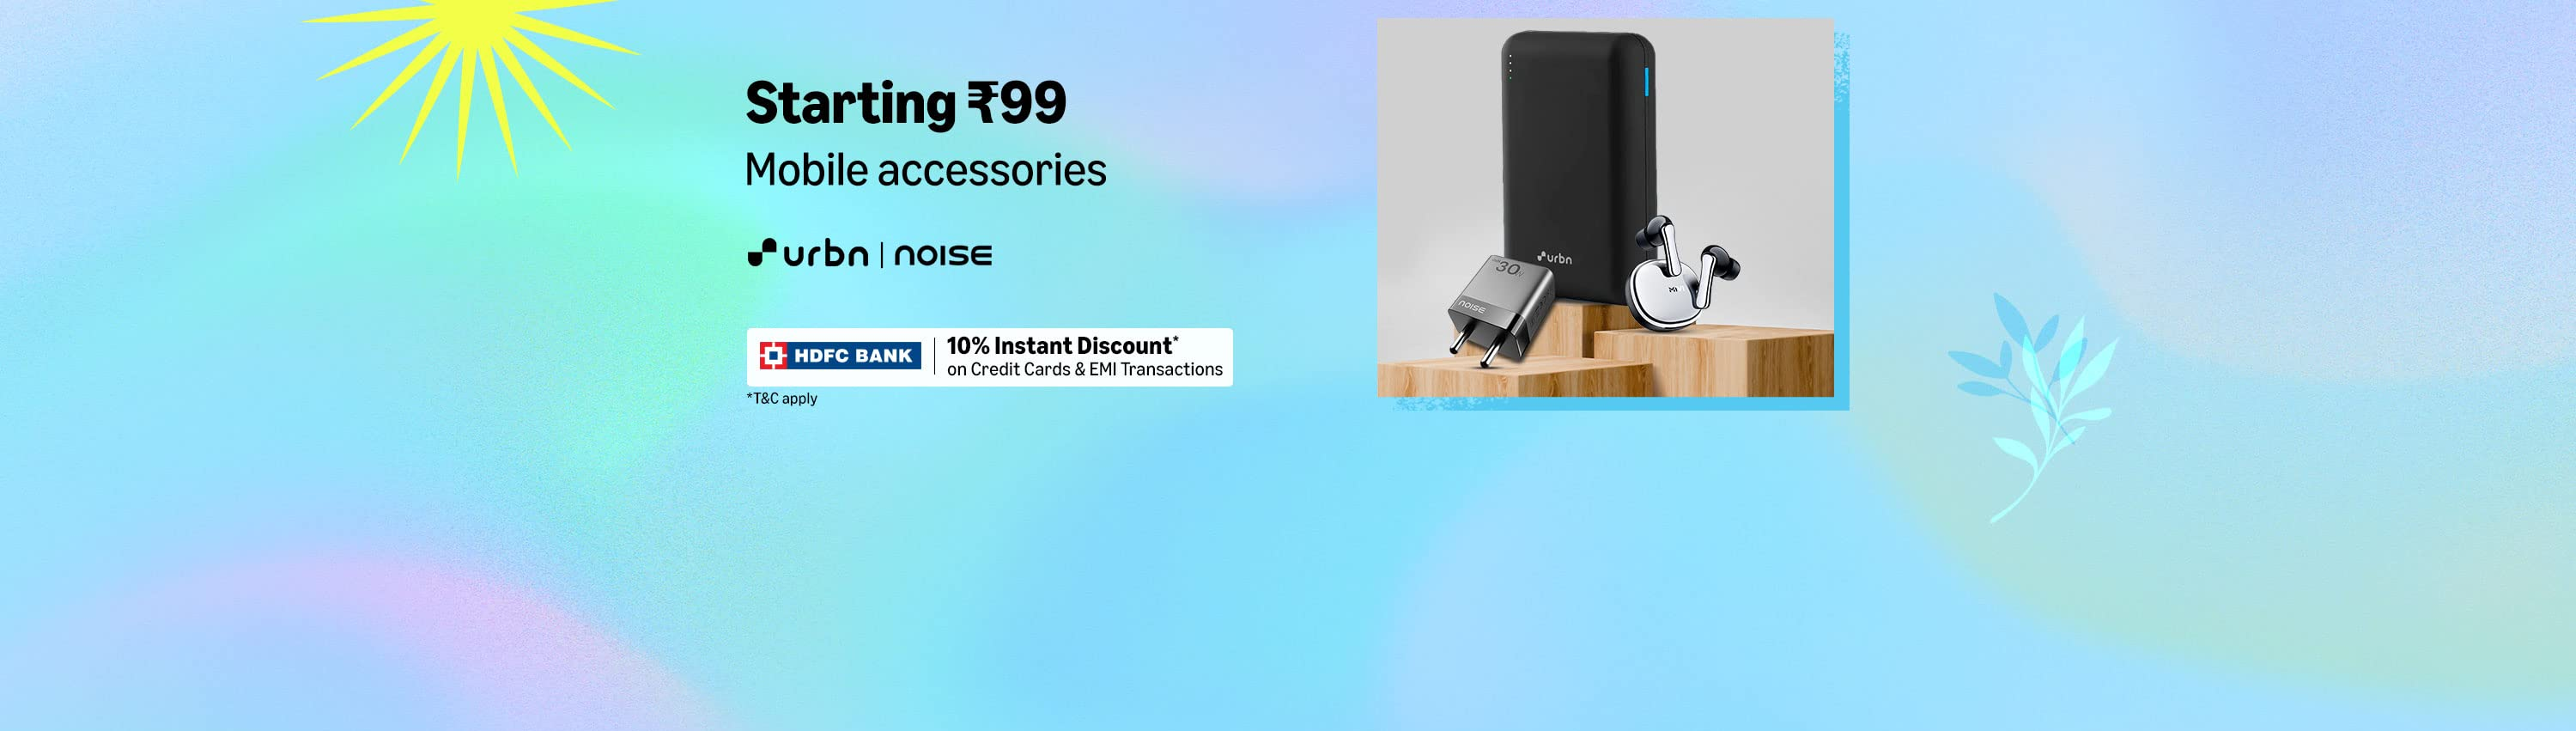 Starting ₹99
Mobile accessories
urbn | NOISE
HDFC BANK
10% Instant Discount*
on Credit Cards & EMI Transactions
*T&C apply
urbn
30
NOISE